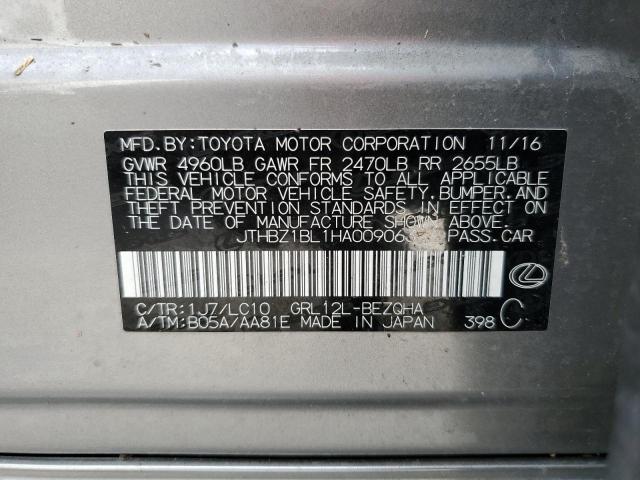 MFD.BY:TOYOTA MOTOR CORPORATION 11/16
GVWR 4960LB GAWR FR 2470LB RR 2655LB
THIS VEHICLE CONFORMS TO ALL APPLICABLE
FEDERAL MOTOR VEHICLE SAFETY, BUMPER, AND
THEFT PREVENTION STANDARDS IN EFFECT ON
THE DATE OF MANUFACTURE SHOWN ABOVE.
PASS.CAR
C/TR:1J7/LC10 GRL12L-BEZQHA
A/TM:B05A/AA81E MADE IN JAPAN 398 C